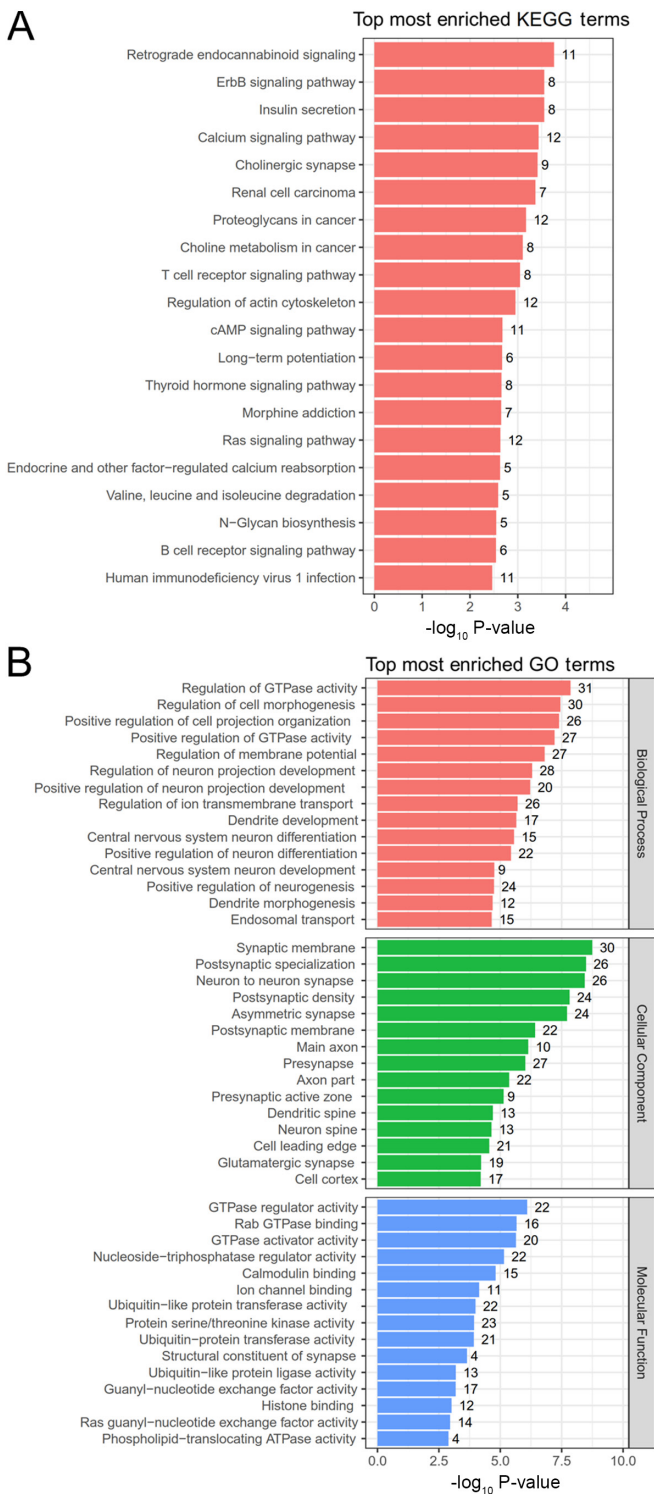 A
Top most enriched KEGG terms
Retrograde endocannabinoid signaling 11
ErbB signaling pathway 8
Insulin secretion 8
Calcium signaling pathway 12
Cholinergic synapse 9
Renal cell carcinoma 7
Proteoglycans in cancer 12
Choline metabolism in cancer 8
T cell receptor signaling pathway 8
Regulation of actin cytoskeleton 12
cAMP signaling pathway 11
Long−term potentiation 6
Thyroid hormone signaling pathway 8
Morphine addiction 7
Ras signaling pathway 12
Endocrine and other factor−regulated calcium reabsorption 5
Valine, leucine and isoleucine degradation 5
N−Glycan biosynthesis 5
B cell receptor signaling pathway 6
Human immunodeficiency virus 1 infection 11
0 1 2 3 4
-log10 P-value
B
Top most enriched GO terms
Regulation of GTPase activity 31
Regulation of cell morphogenesis 30
Positive regulation of cell projection organization 26
Positive regulation of GTPase activity 27
Regulation of membrane potential 27
Regulation of neuron projection development 28
Positive regulation of neuron projection development 20
Regulation of ion transmembrane transport 26
Dendrite development 17
Central nervous system neuron differentiation 15
Positive regulation of neuron differentiation 22
Central nervous system neuron development 9
Positive regulation of neurogenesis 24
Dendrite morphogenesis 12
Endosomal transport 15
Biological Process
Synaptic membrane 30
Postsynaptic specialization 26
Neuron to neuron synapse 26
Postsynaptic density 24
Asymmetric synapse 24
Postsynaptic membrane 22
Main axon 10
Presynapse 27
Axon part 22
Presynaptic active zone 9
Dendritic spine 13
Neuron spine 13
Cell leading edge 21
Glutamatergic synapse 19
Cell cortex 17
Cellular Component
GTPase regulator activity 22
Rab GTPase binding 16
GTPase activator activity 20
Nucleoside−triphosphatase regulator activity 22
Calmodulin binding 15
Ion channel binding 11
Ubiquitin−like protein transferase activity 22
Protein serine/threonine kinase activity 23
Ubiquitin−protein transferase activity 21
Structural constituent of synapse 4
Ubiquitin−like protein ligase activity 13
Guanyl−nucleotide exchange factor activity 17
Histone binding 12
Ras guanyl−nucleotide exchange factor activity 14
Phospholipid−translocating ATPase activity 4
Molecular Function
0.0 2.5 5.0 7.5 10.0
-log10 P-value